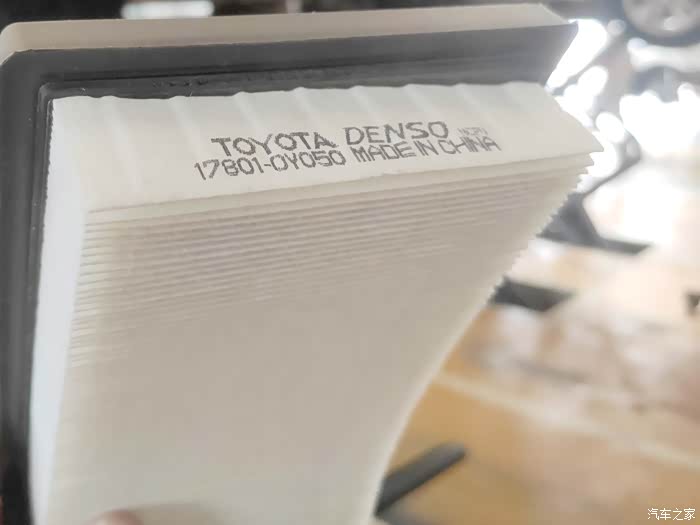 TOYOTA DENSO
17801-0Y050 MADE IN CHINA
汽车之家